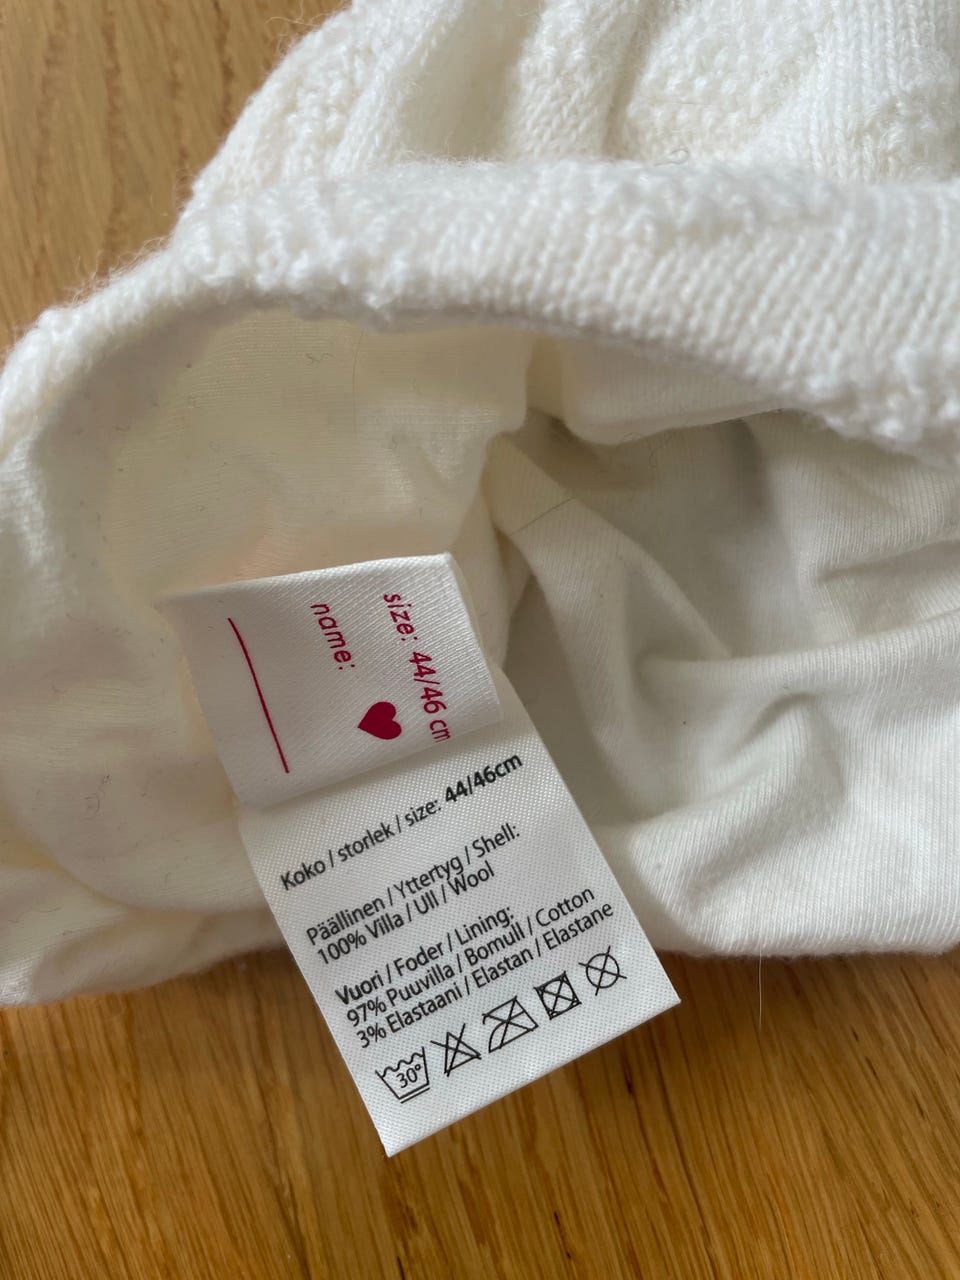 size: 44/46 cm
name:
Koko / storlek / size: 44/46cm
Päällinen / Yttertyg / Shell:
100% Villa / Ull / Wool
Vuori / Foder / Lining:
97% Puuvilla / Bomull / Cotton
3% Elastaani / Elastan / Elastane
30°